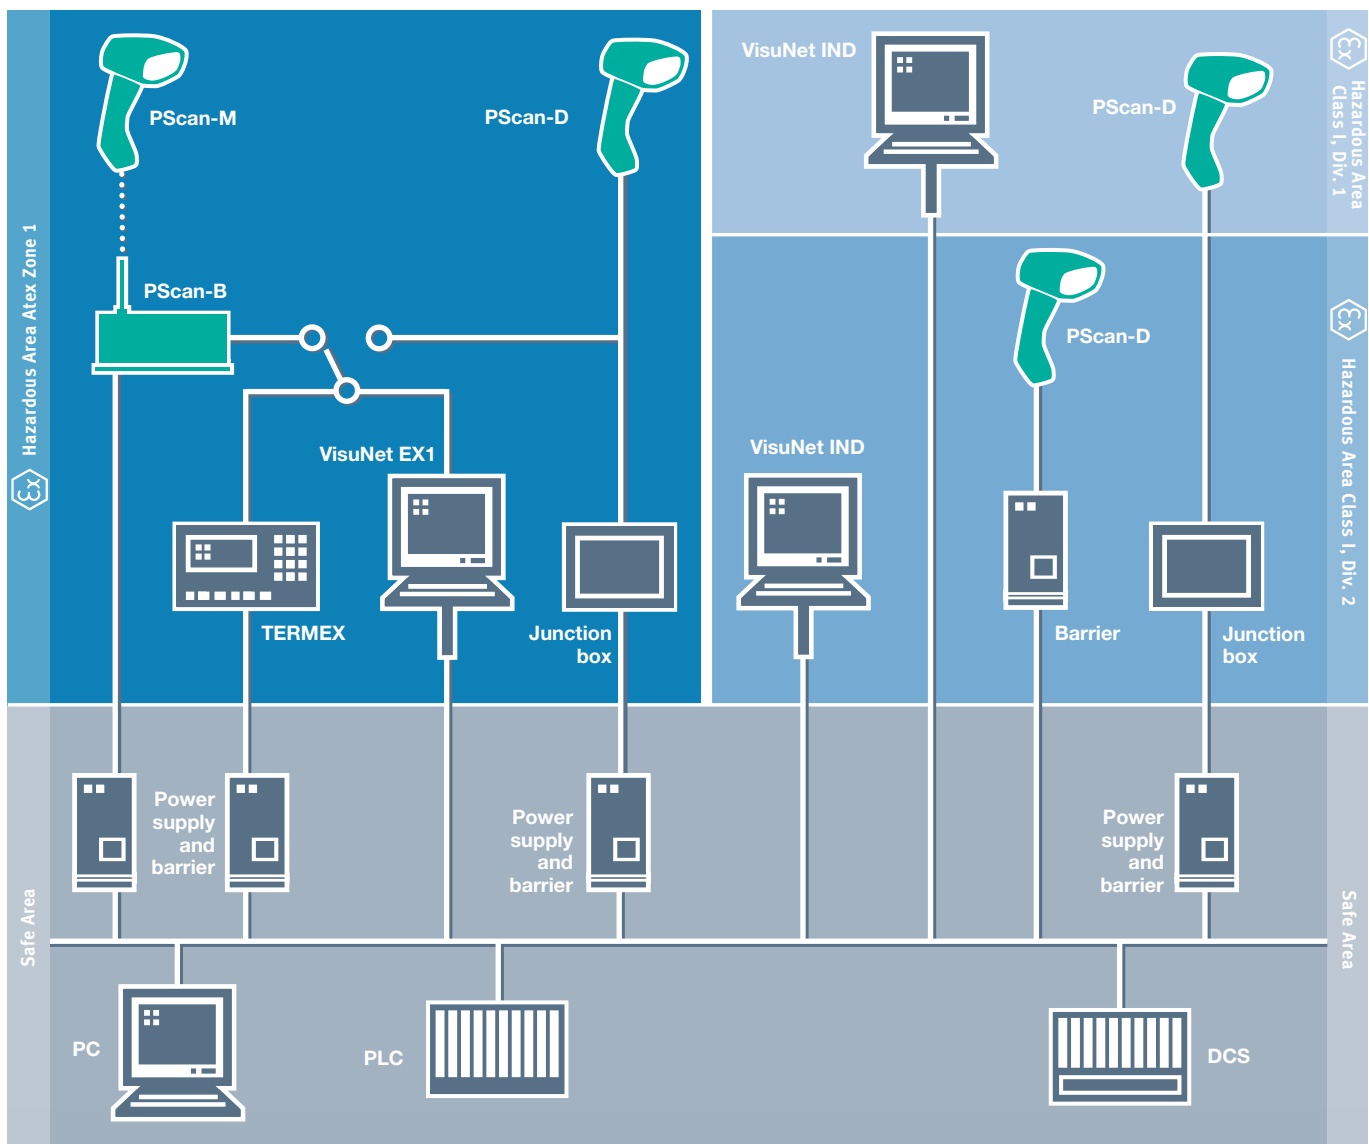 PScan-M
PScan-D
VisuNet IND
PScan-D
Hazardous Area
Class I, Div. 1
Hazardous Area Atex Zone 1
PScan-B
PScan-D
Hazardous Area Class I, Div. 2
VisuNet EX1
VisuNet IND
TERMEX
Junction
box
Barrier
Junction
box
Power
supply
and
barrier
Power
supply
and
barrier
Power
supply
and
barrier
Safe Area
Safe Area
PC
PLC
DCS